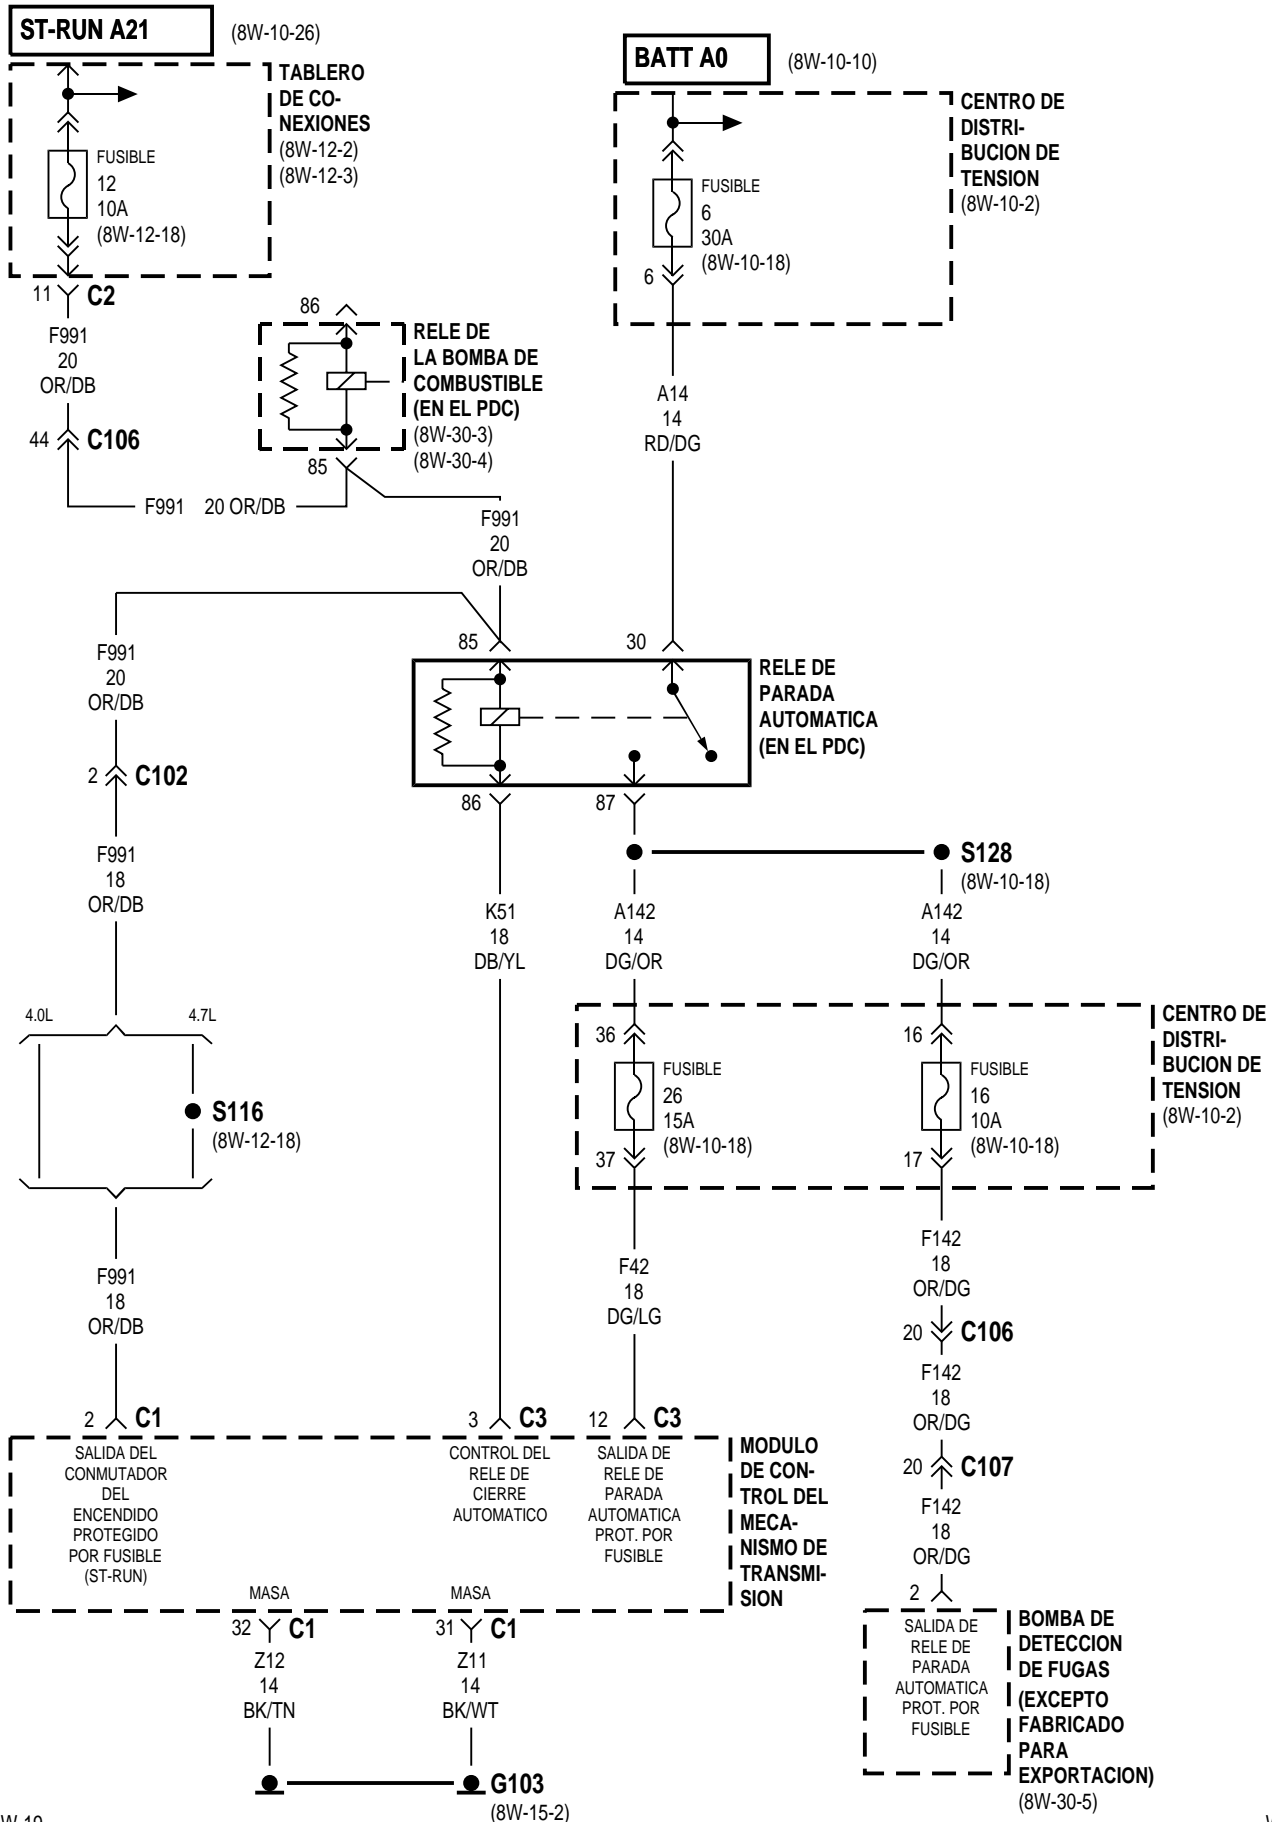 ST-RUN A21
(8W-10-26)
TABLERO
DE CO-
NEXIONES
(8W-12-2)
(8W-12-3)
FUSIBLE
12
10A
(8W-12-18)
11
C2
F991
20
OR/DB
44
C106
F991
20 OR/DB
BATT A0
(8W-10-10)
CENTRO DE
DISTRI-
BUCION DE
TENSION
(8W-10-2)
FUSIBLE
6
30A
(8W-10-18)
6
A14
14
RD/DG
86
RELE DE
LA BOMBA DE
COMBUSTIBLE
(EN EL PDC)
(8W-30-3)
(8W-30-4)
85
F991
20
OR/DB
85
30
RELE DE
PARADA
AUTOMATICA
(EN EL PDC)
86
87
F991
20
OR/DB
2
C102
F991
18
OR/DB
4.0L
4.7L
S116
(8W-12-18)
F991
18
OR/DB
K51
18
DB/YL
A142
14
DG/OR
S128
(8W-10-18)
A142
14
DG/OR
36
FUSIBLE
26
15A
(8W-10-18)
37
16
FUSIBLE
16
10A
(8W-10-18)
17
CENTRO DE
DISTRI-
BUCION DE
TENSION
(8W-10-2)
F42
18
DG/LG
F142
18
OR/DG
20
C106
F142
18
OR/DG
20
C107
F142
18
OR/DG
2
2
C1
3
C3
12
C3
SALIDA DEL
CONMUTADOR
DEL
ENCENDIDO
PROTEGIDO
POR FUSIBLE
(ST-RUN)
CONTROL DEL
RELE DE
CIERRE
AUTOMATICO
SALIDA DE
RELE DE
PARADA
AUTOMATICA
PROT. POR
FUSIBLE
MODULO
DE CON-
TROL DEL
MECA-
NISMO DE
TRANSMI-
SION
MASA
MASA
32
C1
31
C1
Z12
14
BK/TN
Z11
14
BK/WT
G103
(8W-15-2)
SALIDA DE
RELE DE
PARADA
AUTOMATICA
PROT. POR
FUSIBLE
BOMBA DE
DETECCION
DE FUGAS
(EXCEPTO
FABRICADO
PARA
EXPORTACION)
(8W-30-5)